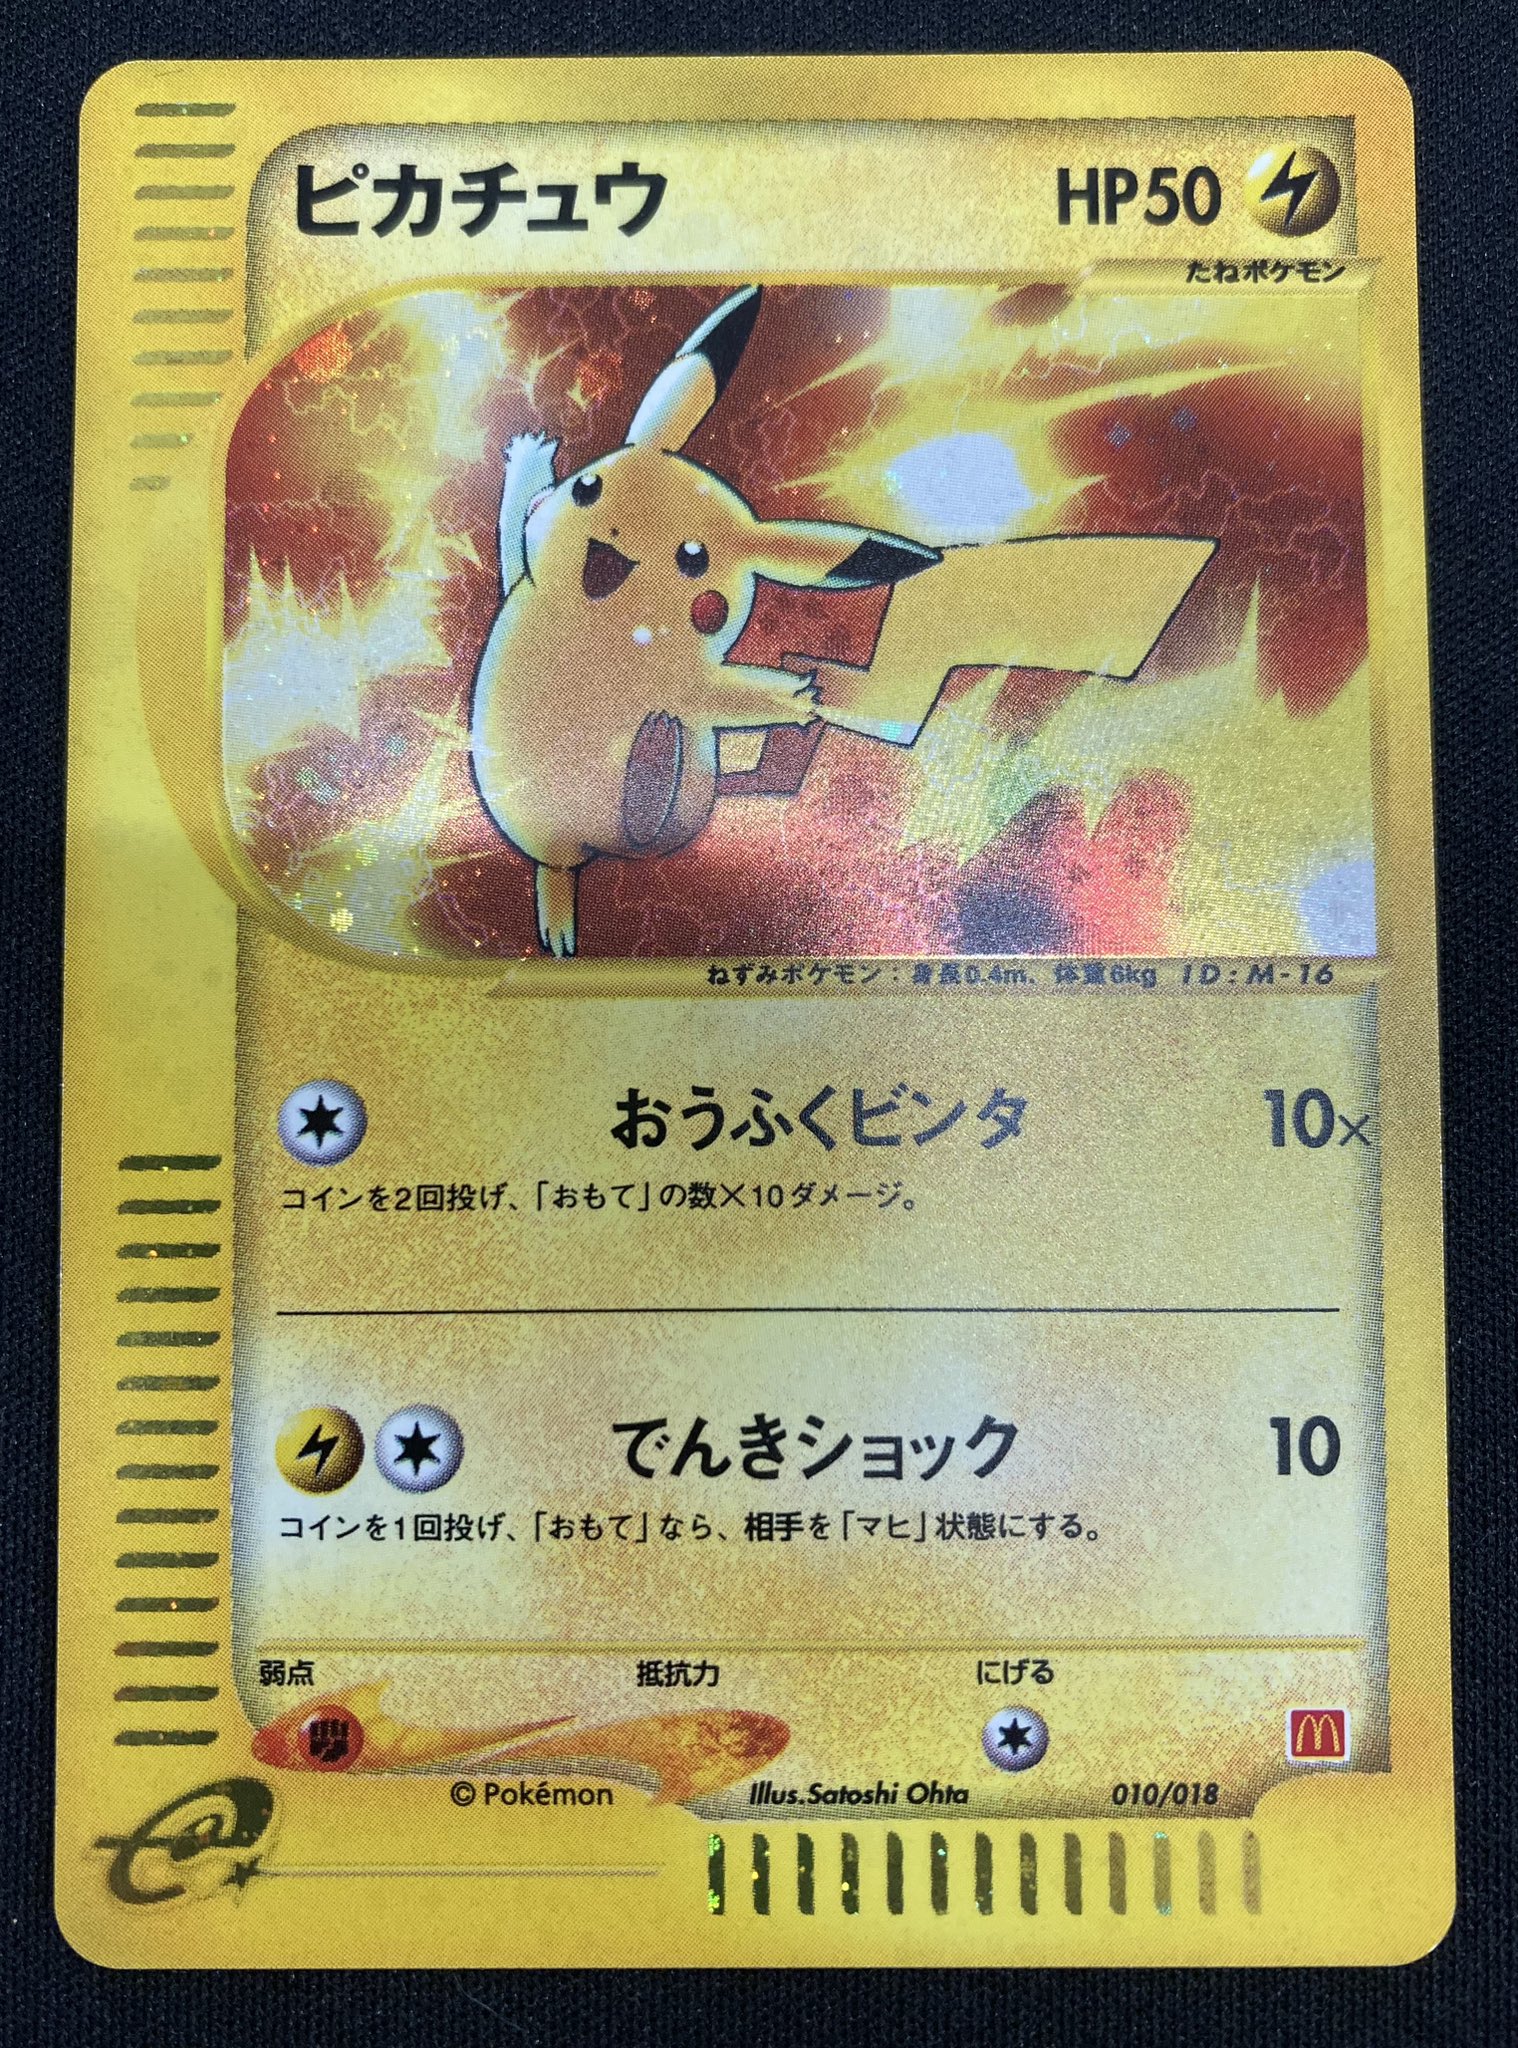 ピカチュウ HP50
たねポケモン
ねずみポケモン：身長0.4m、体重6kg ID:M-16
おうふくビンタ 10×
コインを2回投げ、「おもて」の数×10ダメージ。
でんきショック 10
コインを1回投げ、「おもて」なら、相手を「マヒ」状態にする。
弱点 抵抗力 にげる
© Pokémon Illus.Satoshi Ohta 010/018